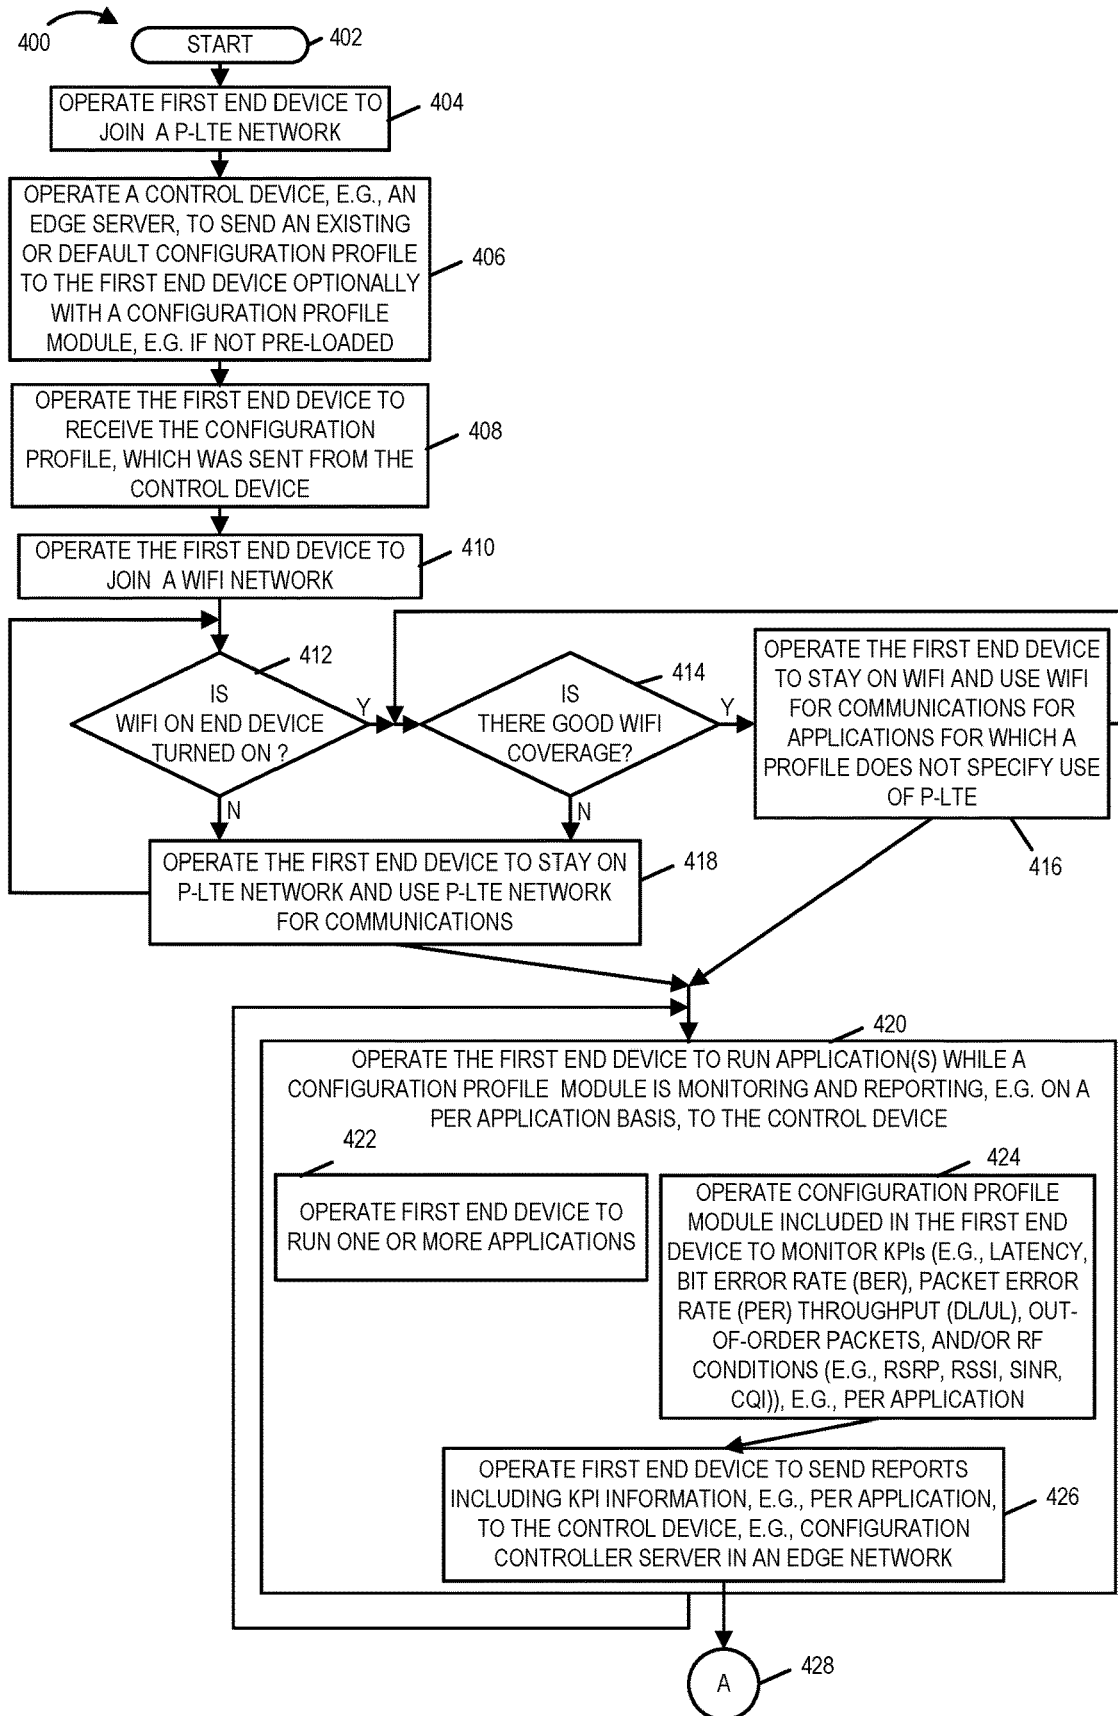 400
START
402
OPERATE FIRST END DEVICE TO
JOIN A P-LTE NETWORK
404
OPERATE A CONTROL DEVICE, E.G., AN
EDGE SERVER, TO SEND AN EXISTING
OR DEFAULT CONFIGURATION PROFILE
TO THE FIRST END DEVICE OPTIONALLY
WITH A CONFIGURATION PROFILE
MODULE, E.G. IF NOT PRE-LOADED
406
OPERATE THE FIRST END DEVICE TO
RECEIVE THE CONFIGURATION
PROFILE, WHICH WAS SENT FROM THE
CONTROL DEVICE
408
OPERATE THE FIRST END DEVICE TO
JOIN A WIFI NETWORK
410
IS
WIFI ON END DEVICE
TURNED ON ?
412
Y
N
IS
THERE GOOD WIFI
COVERAGE?
414
Y
N
OPERATE THE FIRST END DEVICE
TO STAY ON WIFI AND USE WIFI
FOR COMMUNICATIONS FOR
APPLICATIONS FOR WHICH A
PROFILE DOES NOT SPECIFY USE
OF P-LTE
416
OPERATE THE FIRST END DEVICE TO STAY ON
P-LTE NETWORK AND USE P-LTE NETWORK
FOR COMMUNICATIONS
418
420
OPERATE THE FIRST END DEVICE TO RUN APPLICATION(S) WHILE A
CONFIGURATION PROFILE MODULE IS MONITORING AND REPORTING, E.G. ON A
PER APPLICATION BASIS, TO THE CONTROL DEVICE
422
OPERATE FIRST END DEVICE TO
RUN ONE OR MORE APPLICATIONS
424
OPERATE CONFIGURATION PROFILE
MODULE INCLUDED IN THE FIRST END
DEVICE TO MONITOR KPIs (E.G., LATENCY,
BIT ERROR RATE (BER), PACKET ERROR
RATE (PER) THROUGHPUT (DL/UL), OUT-
OF-ORDER PACKETS, AND/OR RF
CONDITIONS (E.G., RSRP, RSSI, SINR,
CQI)), E.G., PER APPLICATION
OPERATE FIRST END DEVICE TO SEND REPORTS
INCLUDING KPI INFORMATION, E.G., PER APPLICATION,
TO THE CONTROL DEVICE, E.G., CONFIGURATION
CONTROLLER SERVER IN AN EDGE NETWORK
426
A
428